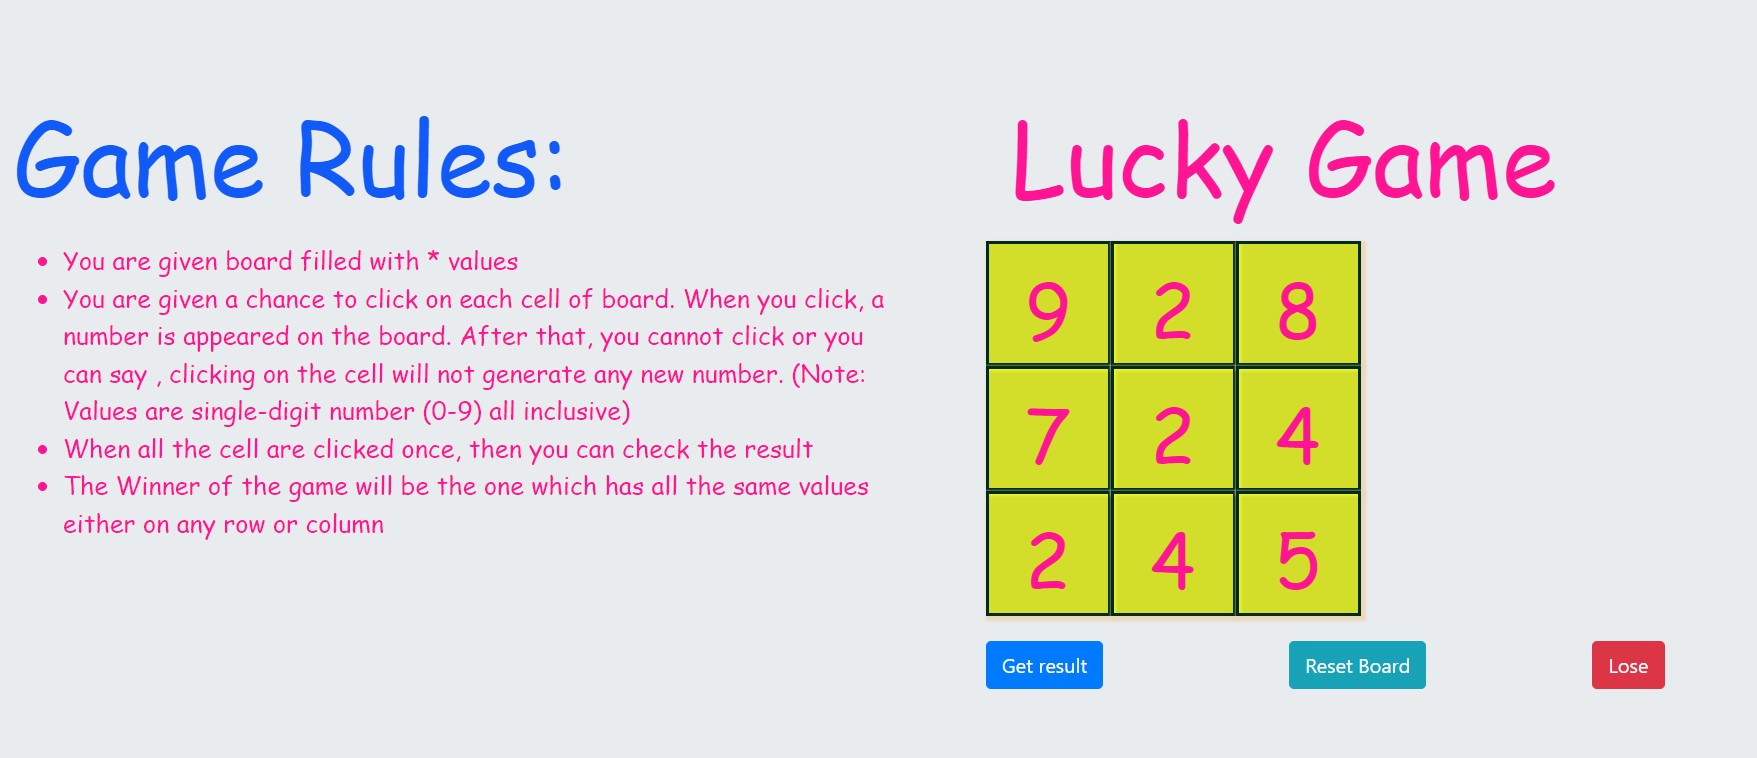 Game Rules:
You are given board filled with * values
You are given a chance to click on each cell of board. When you click, a
number is appeared on the board. After that, you cannot click or you
can say , clicking on the cell will not generate any new number. (Note:
Values are single-digit number (0-9) all inclusive)
When all the cell are clicked once, then you can check the result
The Winner of the game will be the one which has all the same values
either on any row or column
Lucky Game
9 2 8
7 2 4
2 4 5
Get result Reset Board Lose